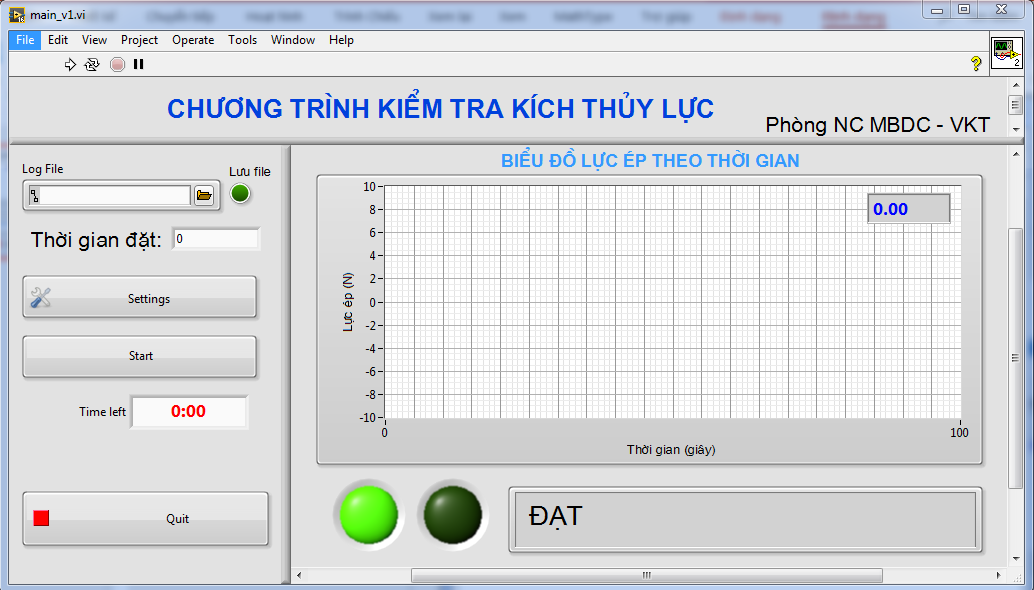 main_v1.vi
File Edit View Project Operate Tools Window Help
2
CHƯƠNG TRÌNH KIỂM TRA KÍCH THỦY LỰC
Phòng NC MBDC - VKT
Log File
Lưu file
Thời gian đặt: 0
Settings
Start
Time left 0:00
Quit
BIỂU ĐỒ LỰC ÉP THEO THỜI GIAN
0.00
10
8
6
4
2
0
-2
-4
-6
-8
-10
Lực ép (N)
0 100
Thời gian (giây)
ĐẠT